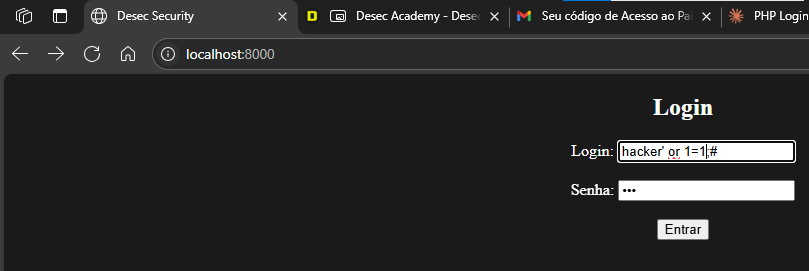 Desec Security
Desec Academy - Desec
Seu código de Acesso ao Pai
PHP Login
localhost:8000
Login
Login: hacker' or 1=1;#
Senha: •••
Entrar